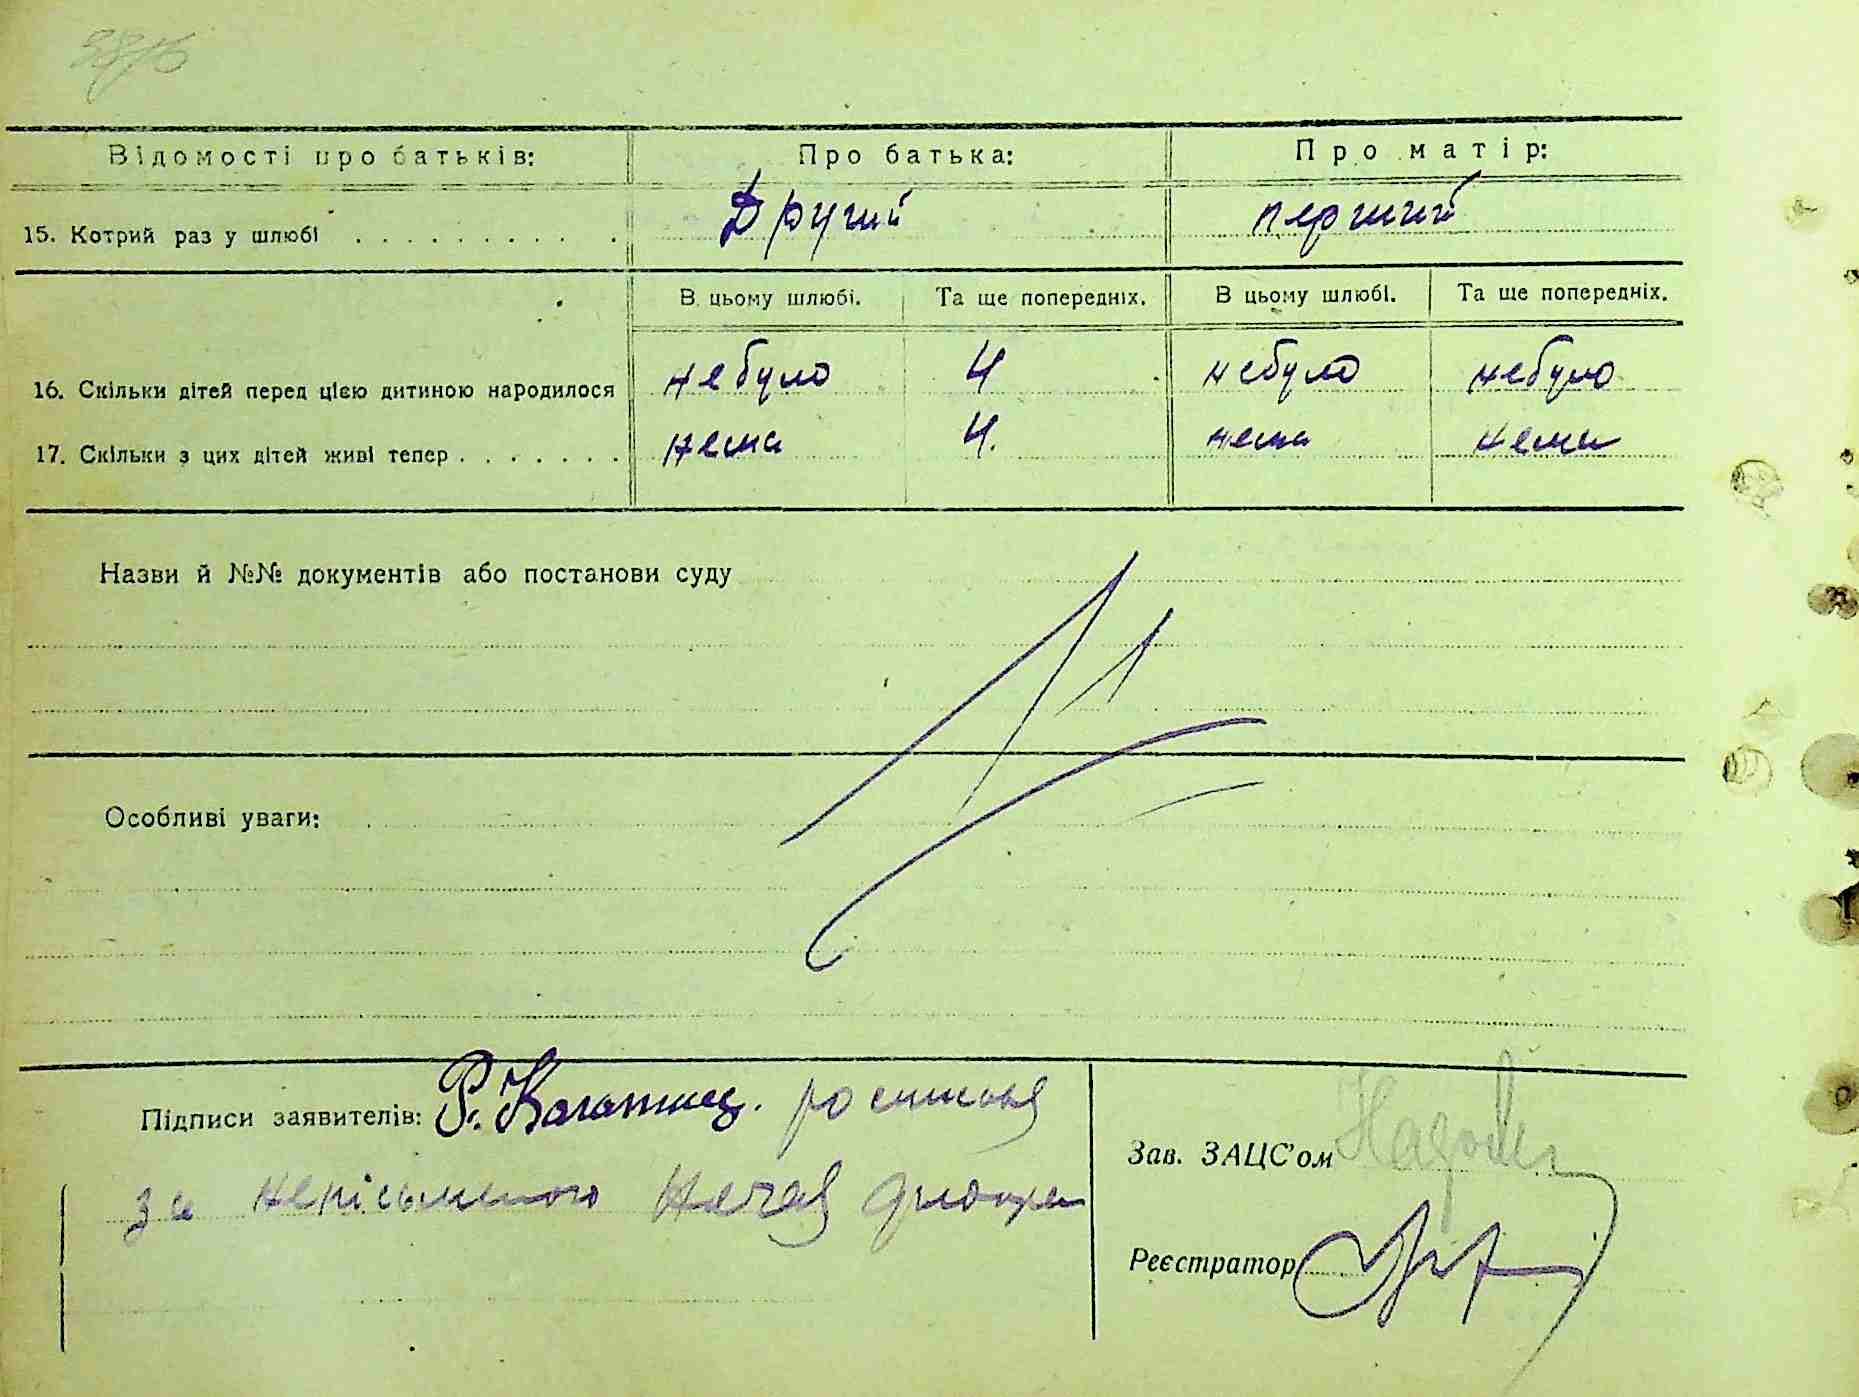 Відомості про батьків: Про батька: Про матір:
15. Котрий раз у шлюбі Другий перший
В цьому шлюбі. Та ще попередніх. В цьому шлюбі. Та ще попередніх.
16. Скільки дітей перед цією дитиною народилося небуло 4 небуло небуло
17. Скільки з цих дітей живі тепер нема 4. нема нема
Назви й №№ документів або постанови суду
Особливі уваги:
Підписи заявителів: Р.
за непісьменого Нечая
Зав. ЗАЦС'ом
Реєстратор